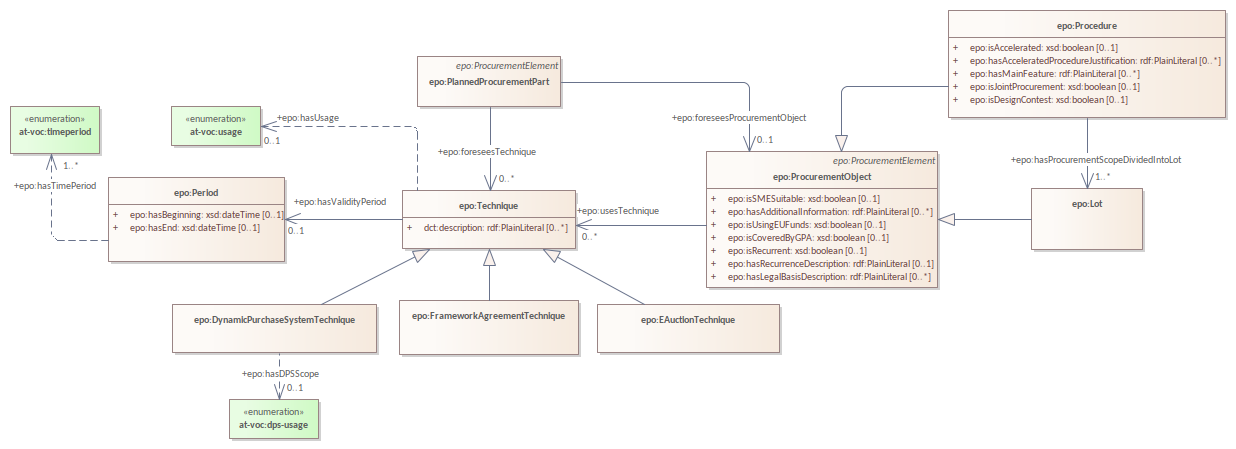 epo:Procedure
+ epo:isAccelerated: xsd:boolean [0..1]
+ epo:hasAcceleratedProcedureJustification: rdf:PlainLiteral [0..*]
+ epo:hasMainFeature: rdf:PlainLiteral [0..*]
+ epo:isJointProcurement: xsd:boolean [0..1]
+ epo:isDesignContest: xsd:boolean [0..1]
epo:ProcurementElement
epo:PlannedProcurementPart
«enumeration»
at-voc:timeperiod
«enumeration»
at-voc:usage
+epo:hasUsage
0..1
+epo:foreseesProcurementObject
0..1
+epo:foreseesTechnique
0..*
+epo:hasProcurementScopeDividedIntoLot
1..*
1..*
+epo:hasTimePeriod
epo:Period
+ epo:hasBeginning: xsd:dateTime [0..1]
+ epo:hasEnd: xsd:dateTime [0..1]
+epo:hasValidityPeriod
0..1
epo:Technique
+ dct:description: rdf:PlainLiteral [0..*]
+epo:usesTechnique
0..*
epo:ProcurementElement
epo:ProcurementObject
+ epo:isSMESuitable: xsd:boolean [0..1]
+ epo:hasAdditionalInformation: rdf:PlainLiteral [0..*]
+ epo:isUsingEUFunds: xsd:boolean [0..1]
+ epo:isCoveredByGPA: xsd:boolean [0..1]
+ epo:isRecurrent: xsd:boolean [0..1]
+ epo:hasRecurrenceDescription: rdf:PlainLiteral [0..1]
+ epo:hasLegalBasisDescription: rdf:PlainLiteral [0..*]
epo:Lot
epo:DynamicPurchaseSystemTechnique
epo:FrameworkAgreementTechnique
epo:EAuctionTechnique
+epo:hasDPSScope
0..1
«enumeration»
at-voc:dps-usage